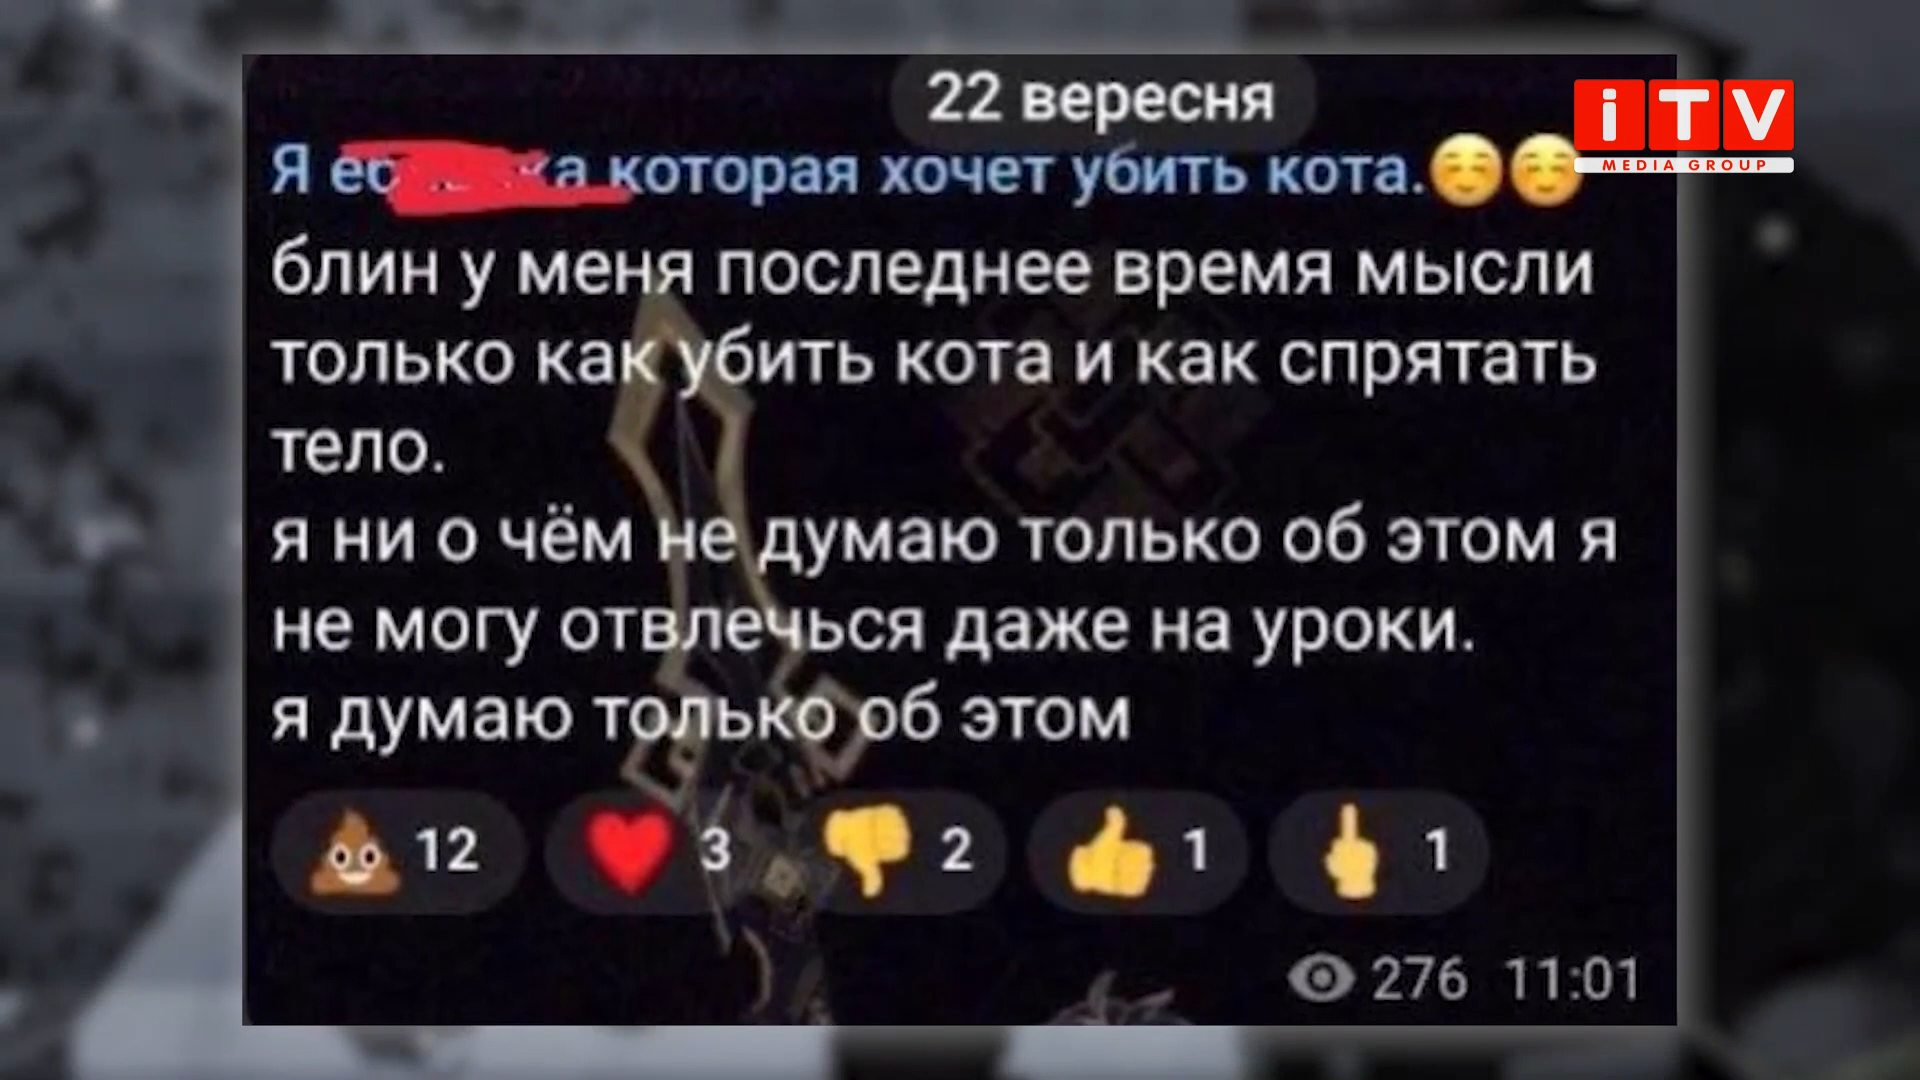 22 вересня
iTV
MEDIA GROUP
Я которая хочет убить кота.☺️☺️
блин у меня последнее время мысли
только как убить кота и как спрятать
тело.
я ни о чём не думаю только об этом я
не могу отвлечься даже на уроки.
я думаю только об этом
💩 12 ❤️ 3 👎 2 👍 1 🖕 1
276 11:01